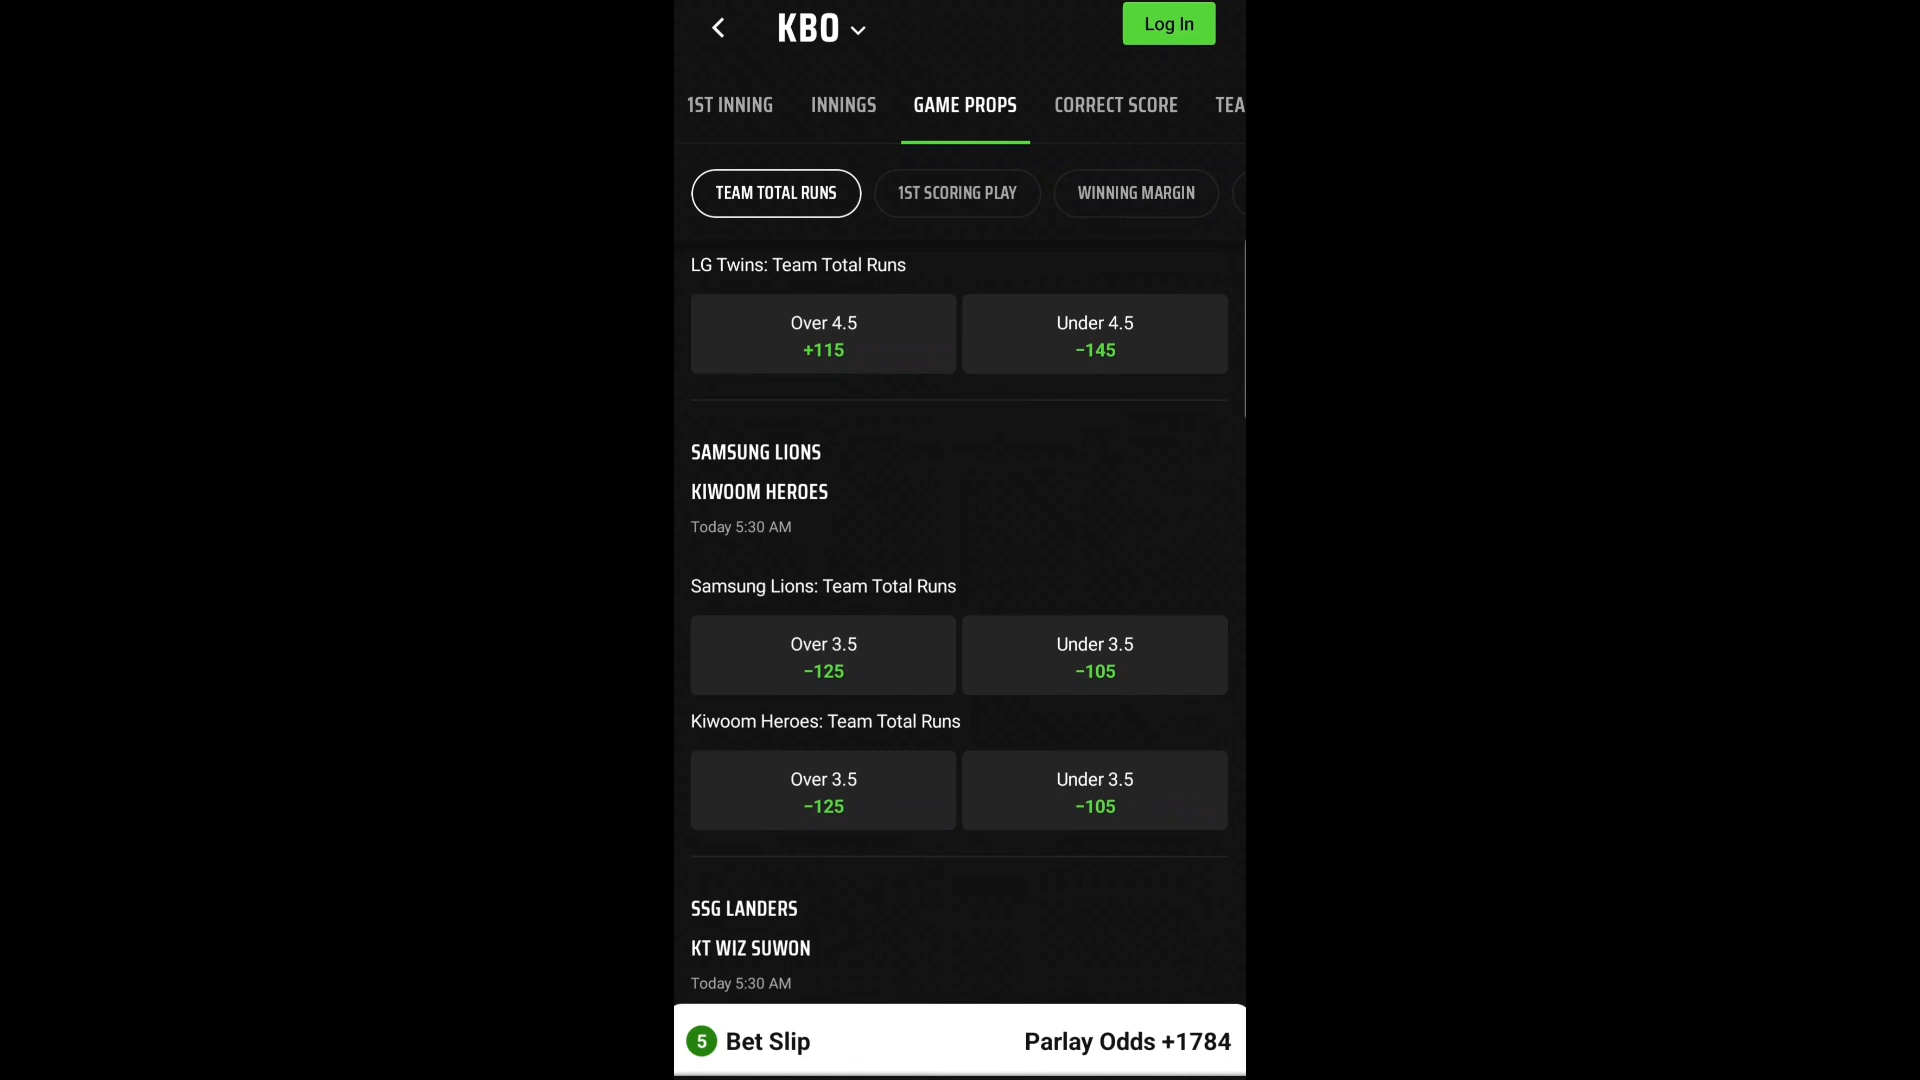 KBO
Log In
1ST INNING
INNINGS
GAME PROPS
CORRECT SCORE
TEA
TEAM TOTAL RUNS
1ST SCORING PLAY
WINNING MARGIN
LG Twins: Team Total Runs
Over 4.5
+115
Under 4.5
−145
SAMSUNG LIONS
KIWOOM HEROES
Today 5:30 AM
Samsung Lions: Team Total Runs
Over 3.5
−125
Under 3.5
−105
Kiwoom Heroes: Team Total Runs
Over 3.5
−125
Under 3.5
−105
SSG LANDERS
KT WIZ SUWON
Today 5:30 AM
5 Bet Slip
Parlay Odds +1784